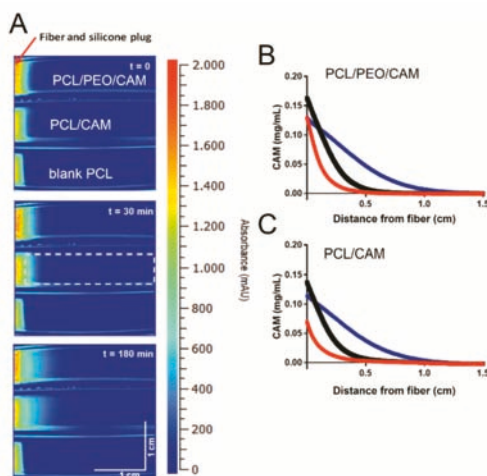 A
Fiber and silicone plug
t = 0
PCL/PEO/CAM
PCL/CAM
blank PCL
t = 30 min
t = 180 min
1 cm
1 cm
2.000
1.800
1.600
1.400
1.200
1.000
800
600
400
200
0
Absorbance (mAU)
B
PCL/PEO/CAM
CAM (mg/mL)
0.20
0.15
0.10
0.05
0.00
0.0 0.5 1.0 1.5
Distance from fiber (cm)
C
PCL/CAM
CAM (mg/mL)
0.20
0.15
0.10
0.05
0.00
0.0 0.5 1.0 1.5
Distance from fiber (cm)